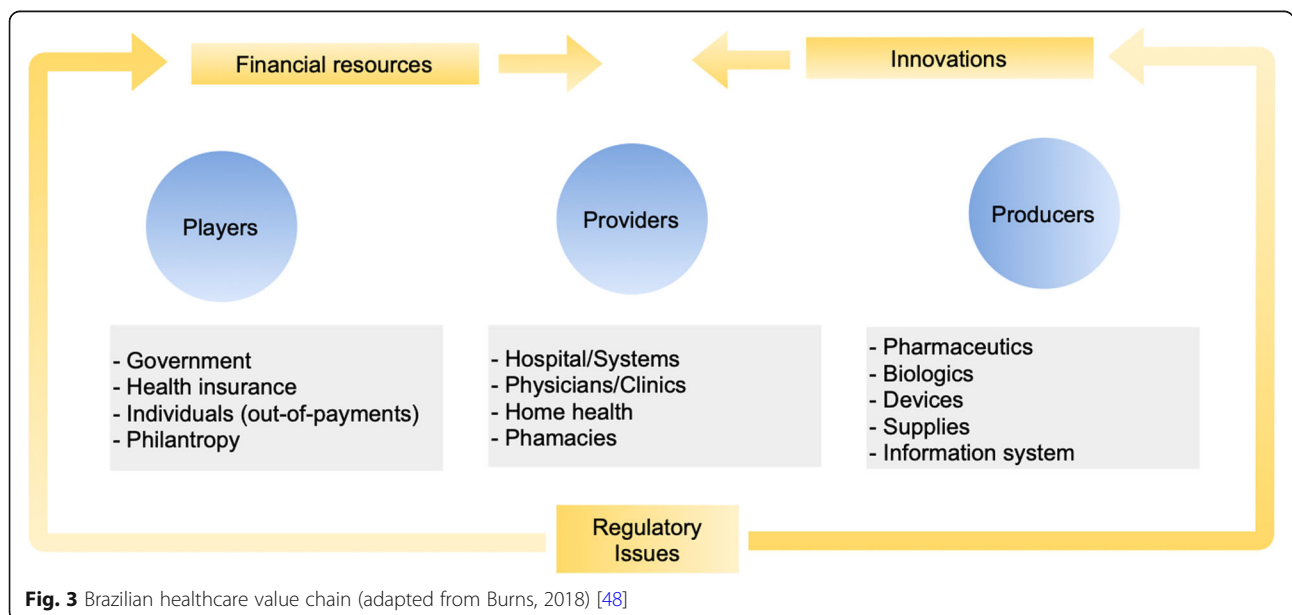 Financial resources
Innovations
Players
Providers
Producers
- Government
- Health insurance
- Individuals (out-of-payments)
- Philantropy
- Hospital/Systems
- Physicians/Clinics
- Home health
- Phamacies
- Pharmaceutics
- Biologics
- Devices
- Supplies
- Information system
Regulatory
Issues
Fig. 3 Brazilian healthcare value chain (adapted from Burns, 2018) [48]